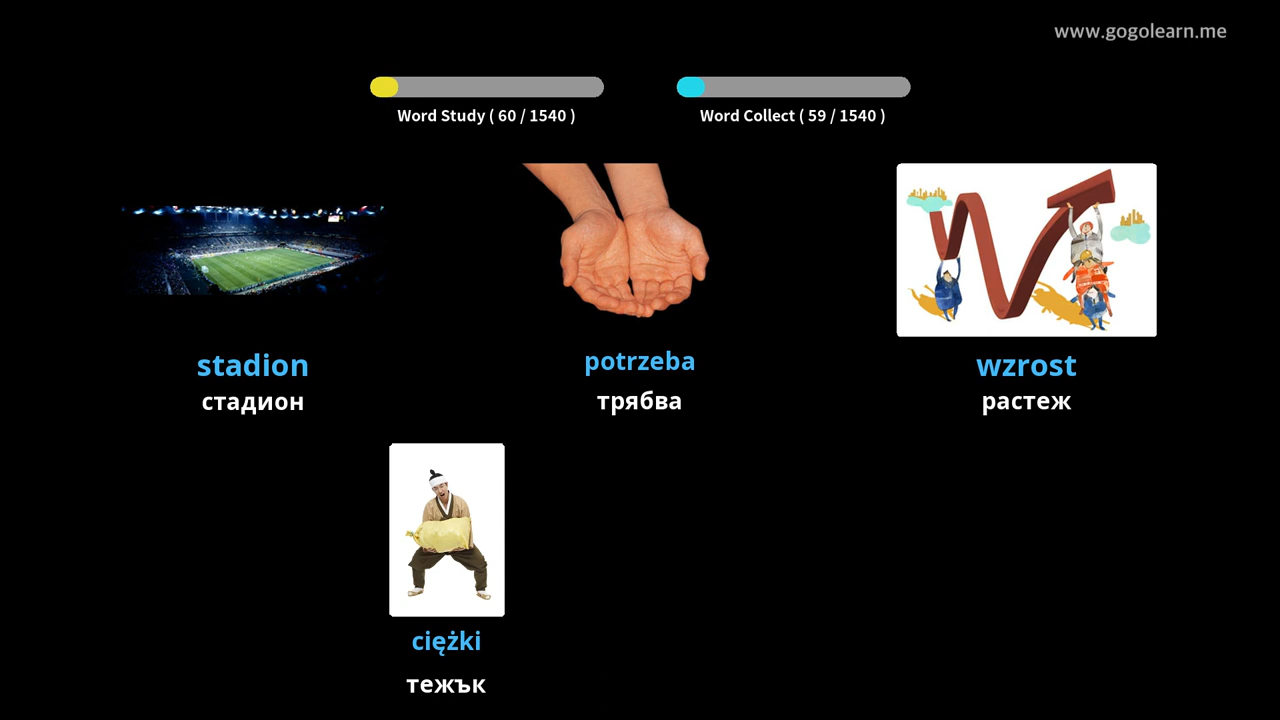 www.gogolearn.me
Word Study ( 60 / 1540 )
Word Collect ( 59 / 1540 )
stadion
стадион
potrzeba
трябва
wzrost
растеж
ciężki
тежък